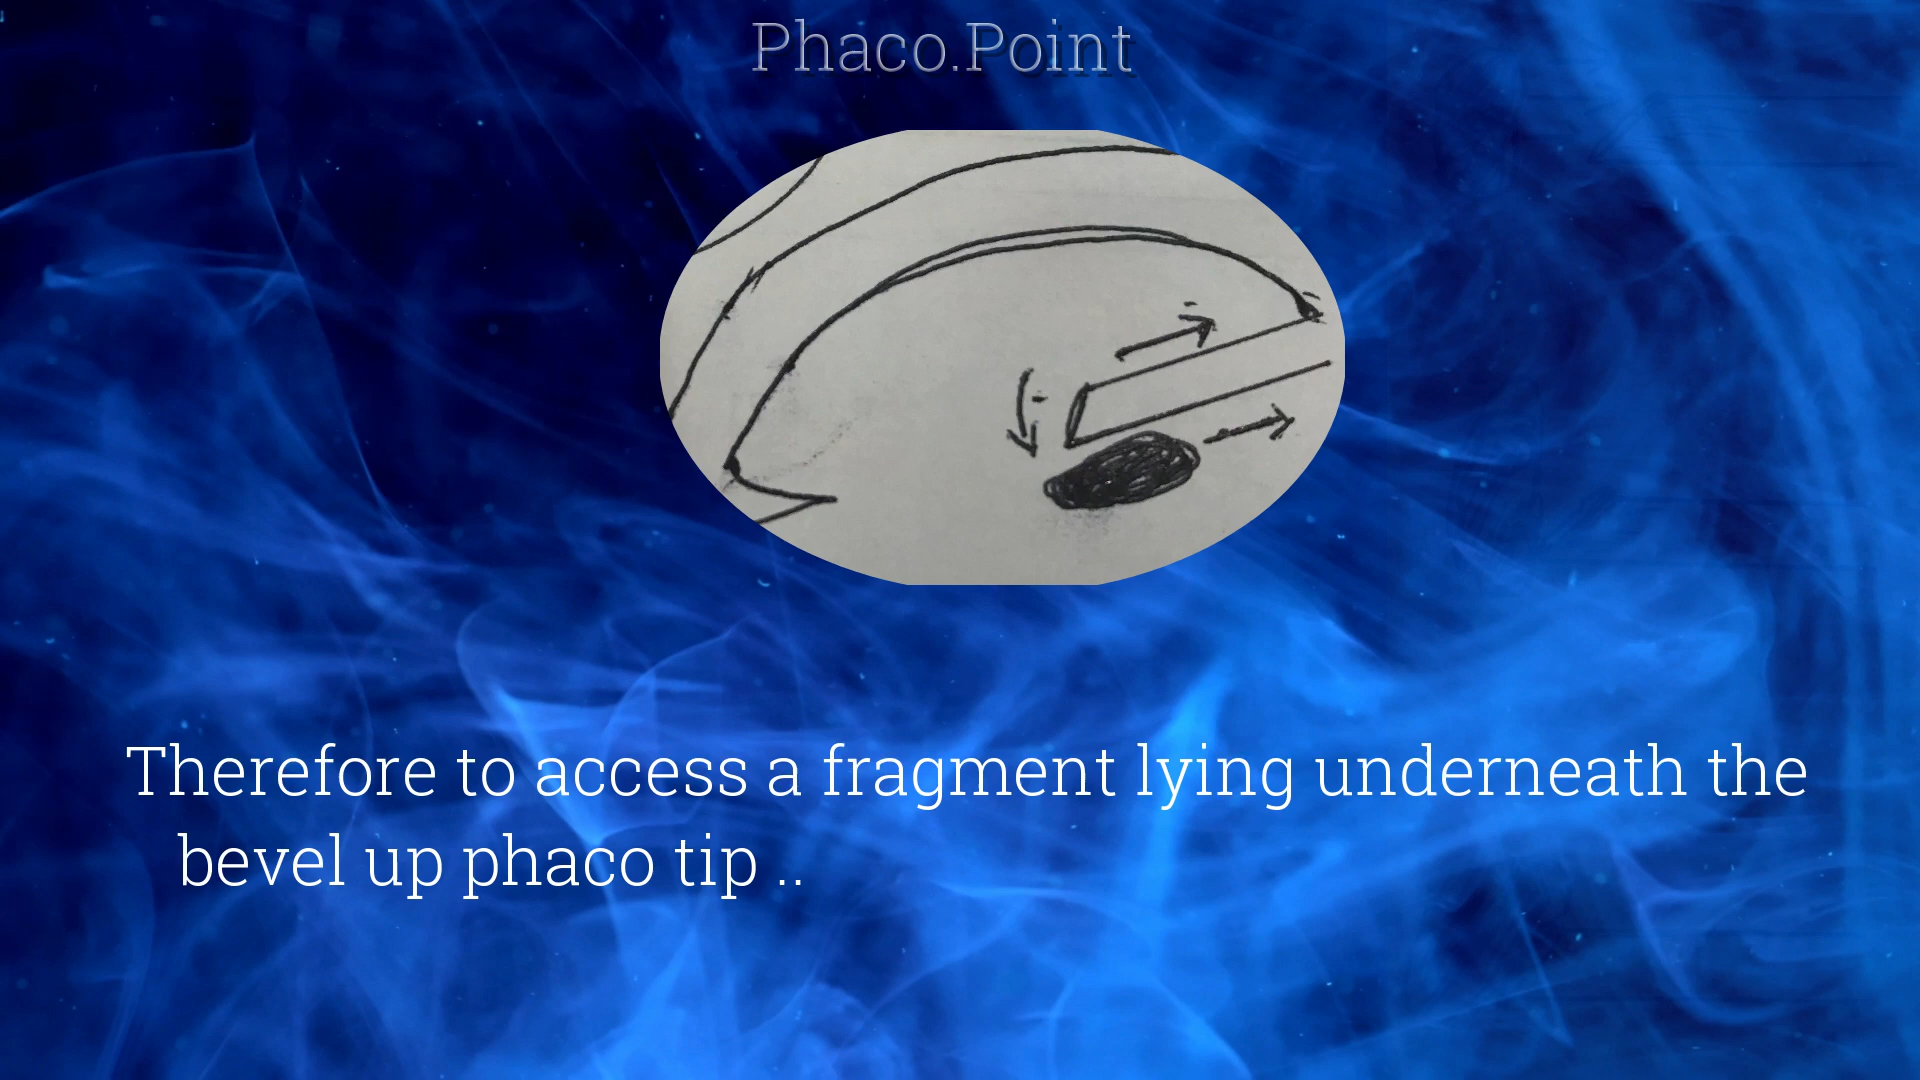 Phaco.Point
Therefore to access a fragment lying underneath the
bevel up phaco tip ..